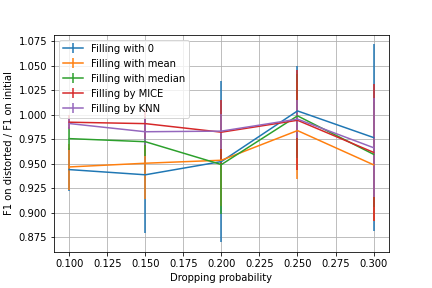 1.075
1.050
1.025
1.000
0.975
0.950
0.925
0.900
0.875
F1 on distorted / F1 on initial
Filling with 0
Filling with mean
Filling with median
Filling by MICE
Filling by KNN
0.100 0.125 0.150 0.175 0.200 0.225 0.250 0.275 0.300
Dropping probability